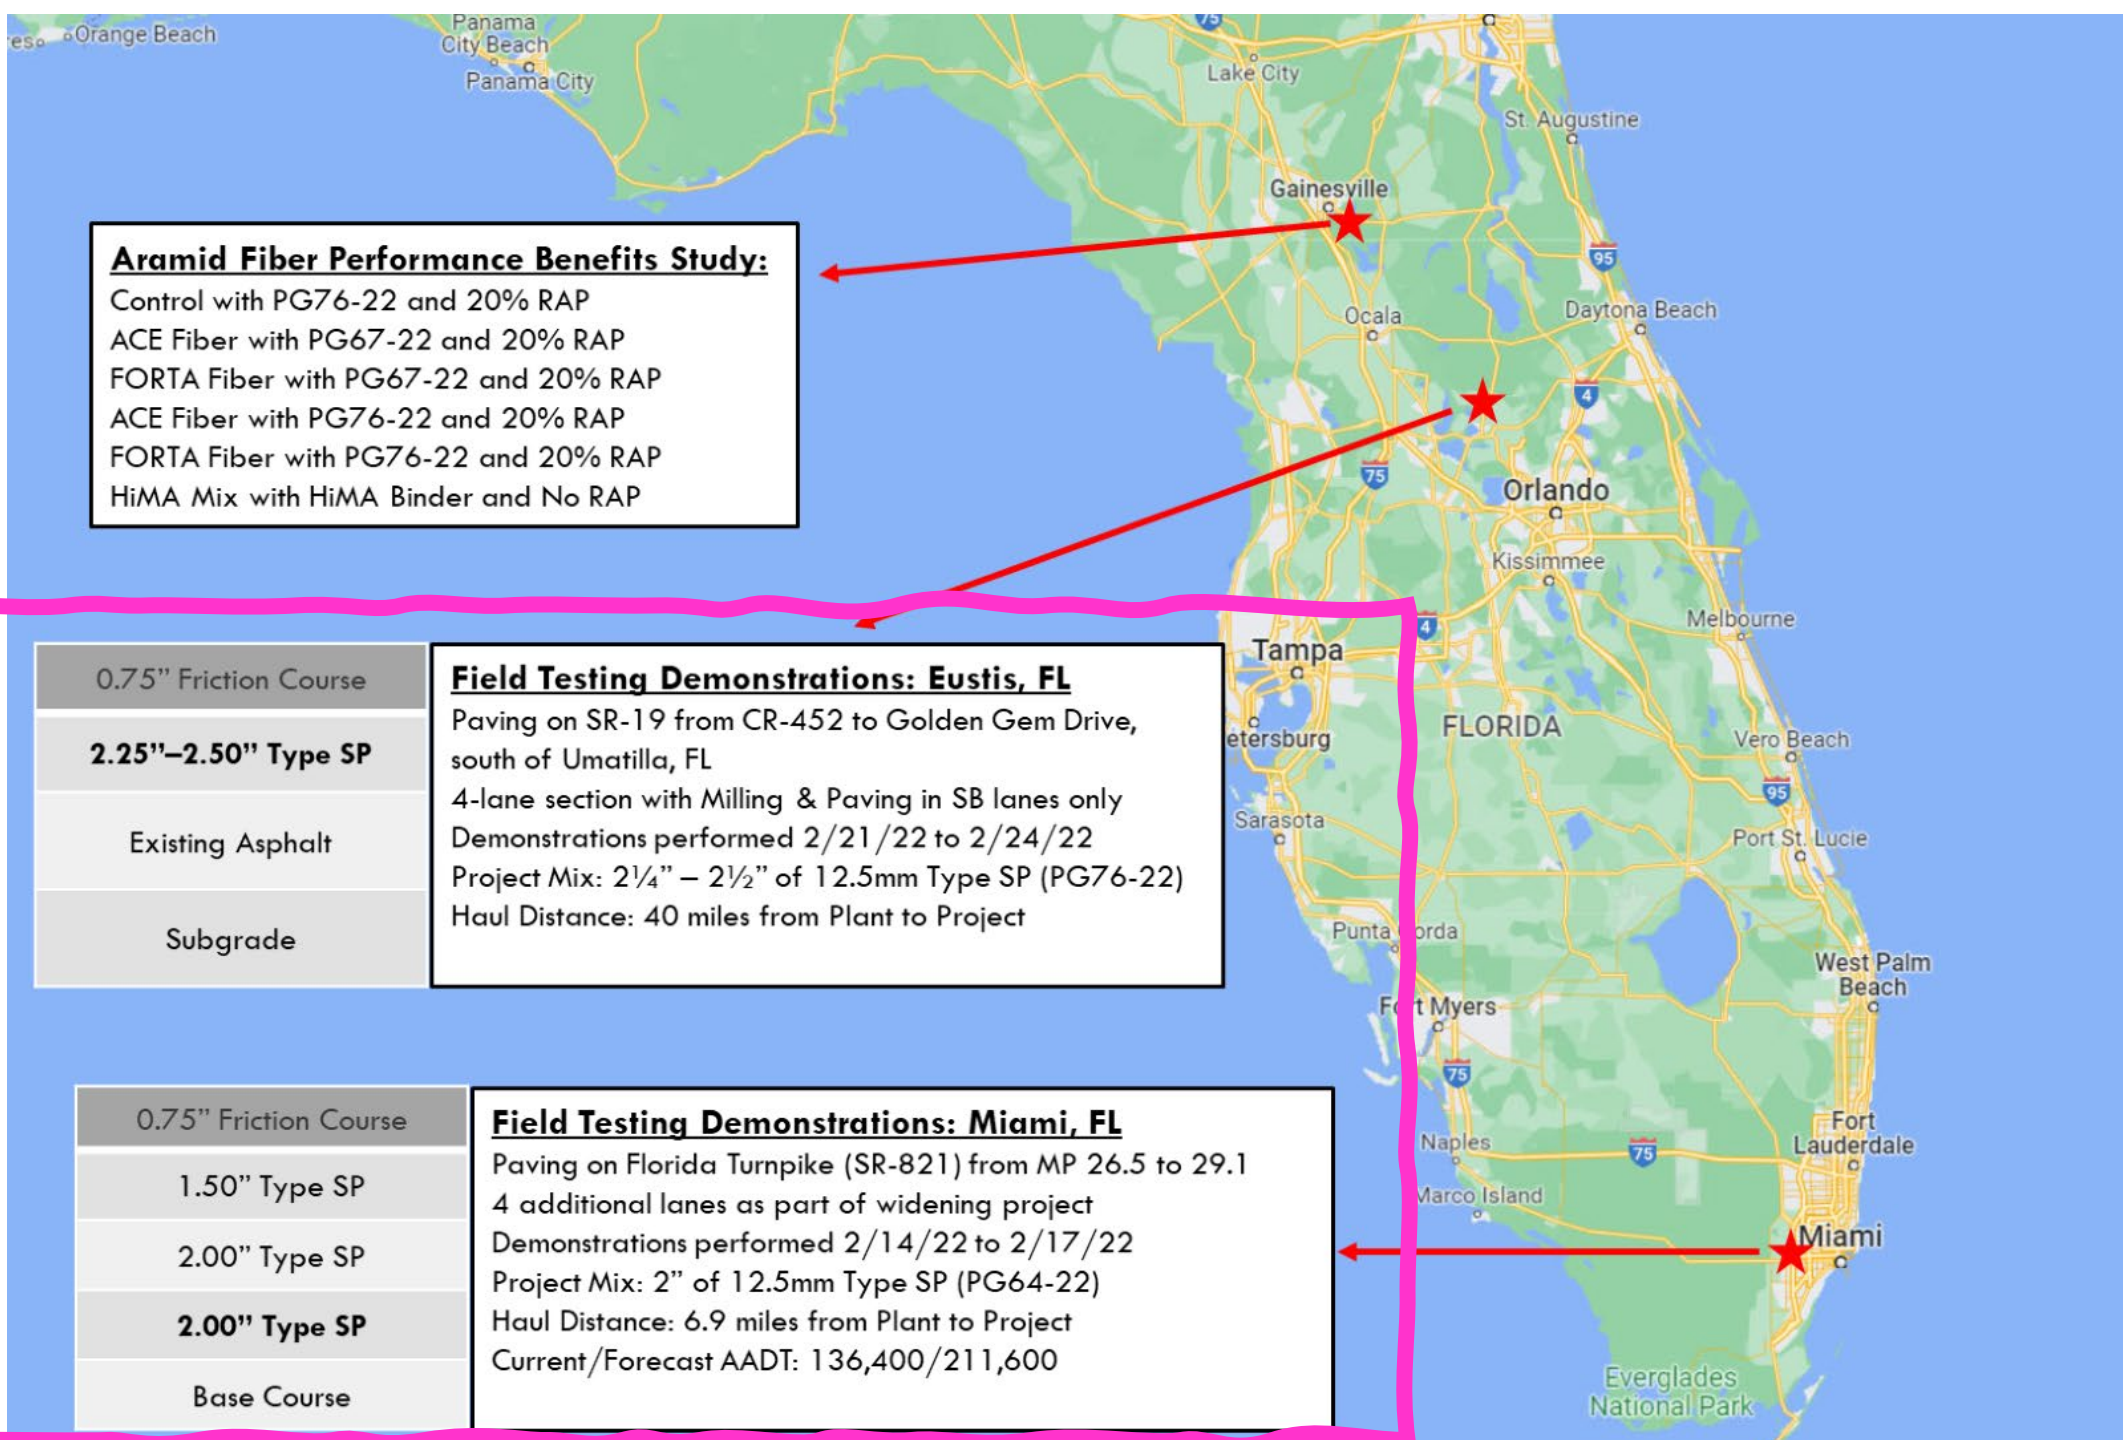 Panama
City Beach
Panama City
Orange Beach
Lake City
St. Augustine
Gainesville
Ocala
Daytona Beach
95
4
75
75
Orlando
Kissimmee
Melbourne
4
Tampa
etersburg
FLORIDA
Vero Beach
95
Sarasota
Port St. Lucie
Punta Gorda
West Palm
Beach
Fort Myers
75
Naples
75
Fort
Lauderdale
Marco Island
Miami
Everglades
National Park
Aramid Fiber Performance Benefits Study:
Control with PG76-22 and 20% RAP
ACE Fiber with PG67-22 and 20% RAP
FORTA Fiber with PG67-22 and 20% RAP
ACE Fiber with PG76-22 and 20% RAP
FORTA Fiber with PG76-22 and 20% RAP
HiMA Mix with HiMA Binder and No RAP
0.75” Friction Course
2.25”–2.50” Type SP
Existing Asphalt
Subgrade
Field Testing Demonstrations: Eustis, FL
Paving on SR-19 from CR-452 to Golden Gem Drive,
south of Umatilla, FL
4-lane section with Milling & Paving in SB lanes only
Demonstrations performed 2/21/22 to 2/24/22
Project Mix: 2¼” – 2½” of 12.5mm Type SP (PG76-22)
Haul Distance: 40 miles from Plant to Project
0.75” Friction Course
1.50” Type SP
2.00” Type SP
2.00” Type SP
Base Course
Field Testing Demonstrations: Miami, FL
Paving on Florida Turnpike (SR-821) from MP 26.5 to 29.1
4 additional lanes as part of widening project
Demonstrations performed 2/14/22 to 2/17/22
Project Mix: 2” of 12.5mm Type SP (PG64-22)
Haul Distance: 6.9 miles from Plant to Project
Current/Forecast AADT: 136,400/211,600